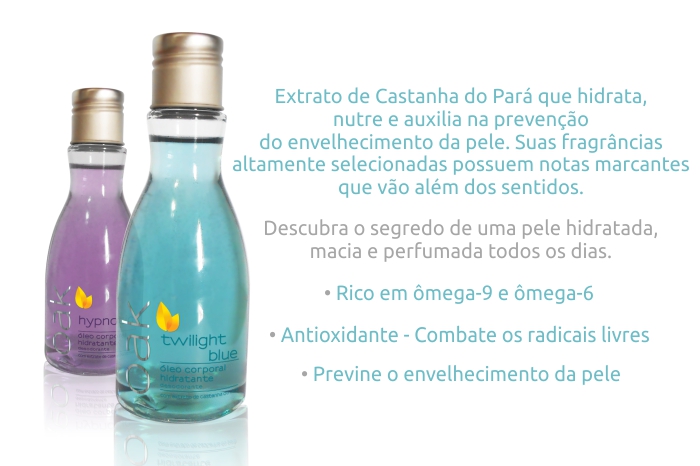 Extrato de Castanha do Pará que hidrata,
nutre e auxilia na prevenção
do envelhecimento da pele. Suas fragrâncias
altamente selecionadas possuem notas marcantes
que vão além dos sentidos.
Descubra o segredo de uma pele hidratada,
macia e perfumada todos os dias.
• Rico em ômega-9 e ômega-6
• Antioxidante - Combate os radicais livres
• Previne o envelhecimento da pele
hypno
óleo corporal
hidratante
twilight
blue
óleo corporal
hidratante